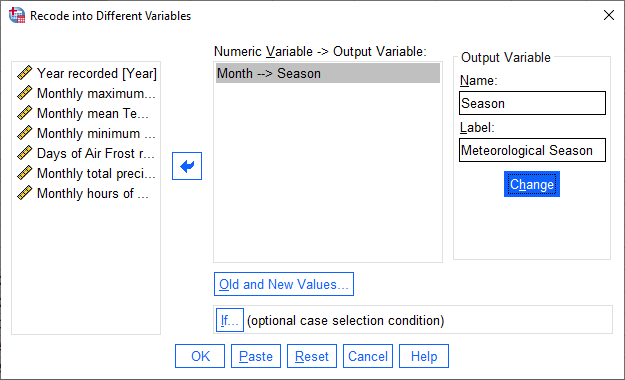 Recode into Different Variables
Year recorded [Year]
Monthly maximum...
Monthly mean Te...
Monthly minimum ...
Days of Air Frost r...
Monthly total preci...
Monthly hours of ...
Numeric Variable -> Output Variable:
Month --> Season
Output Variable
Name:
Season
Label:
Meteorological Season
Change
Old and New Values...
If... (optional case selection condition)
OK Paste Reset Cancel Help